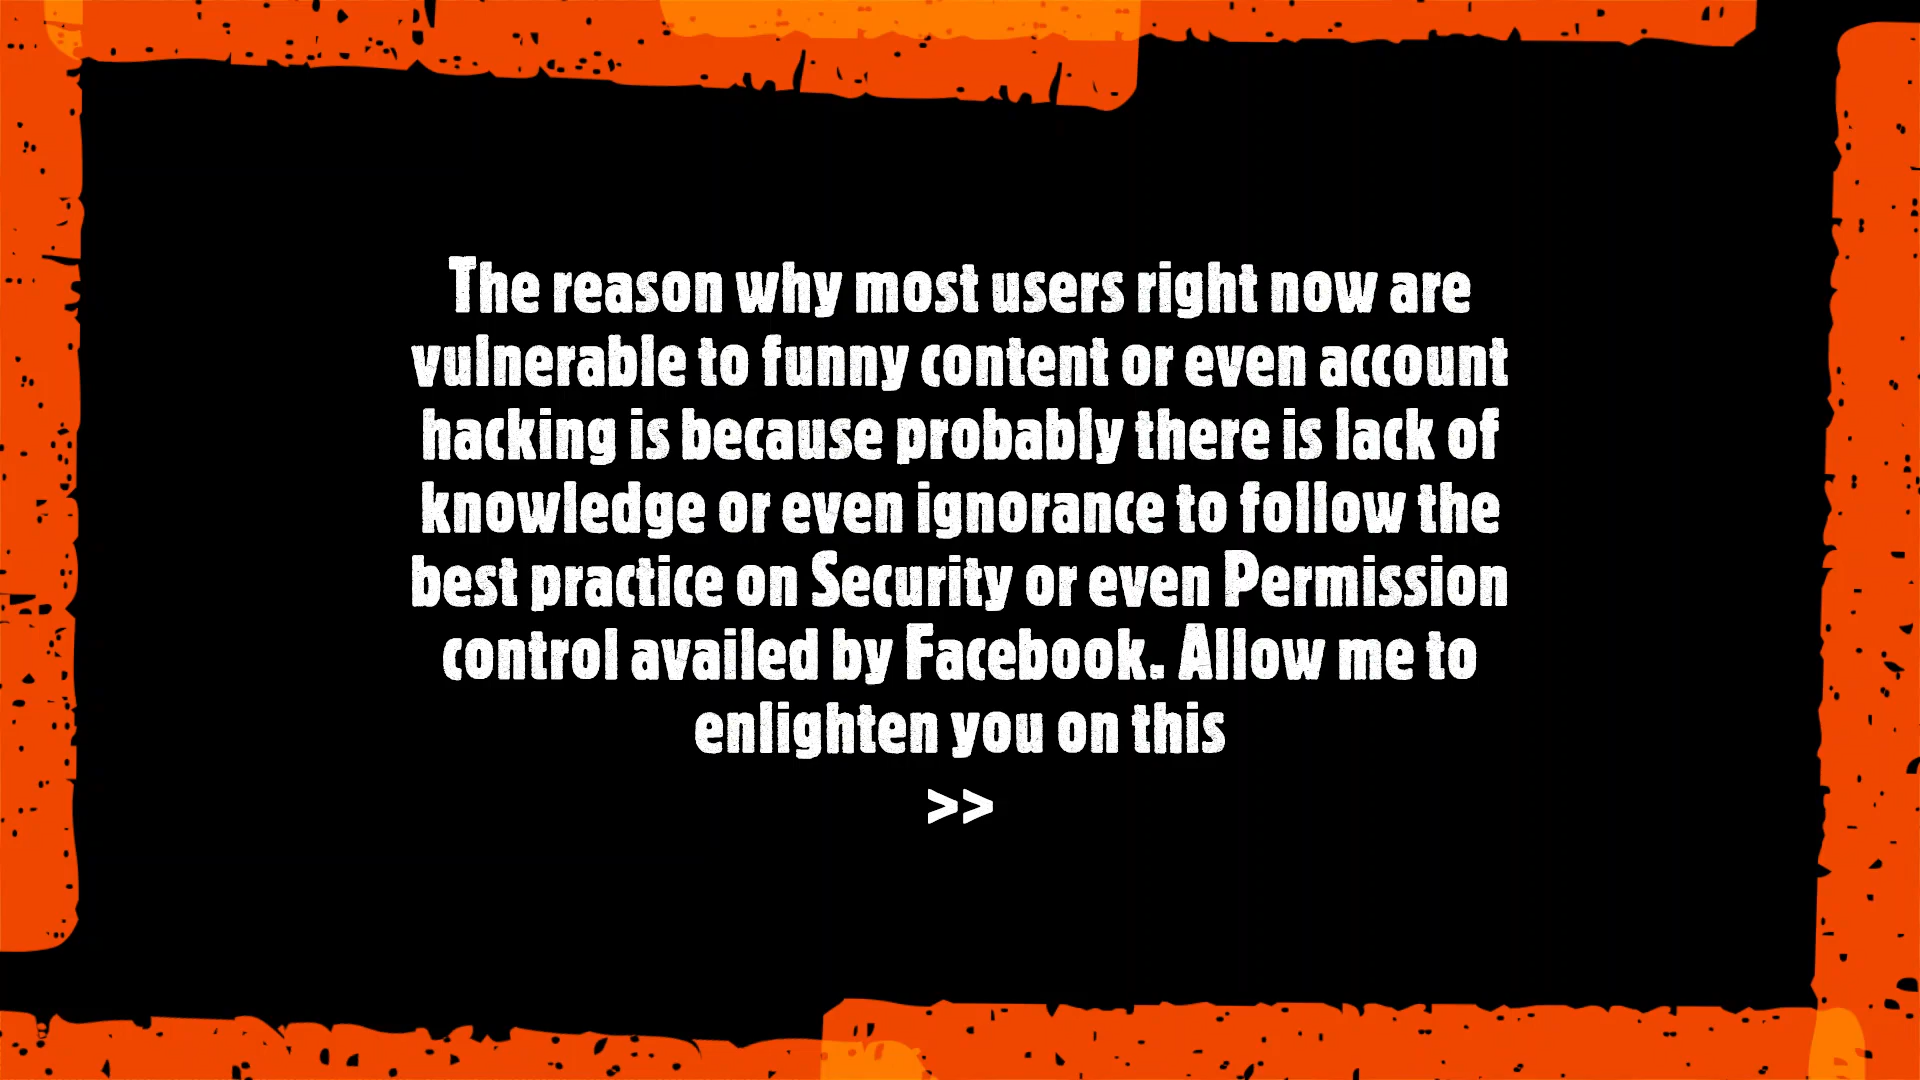 The reason why most users right now are
vulnerable to funny content or even account
hacking is because probably there is lack of
knowledge or even ignorance to follow the
best practice on Security or even Permission
control availed by Facebook. Allow me to
enlighten you on this
>>